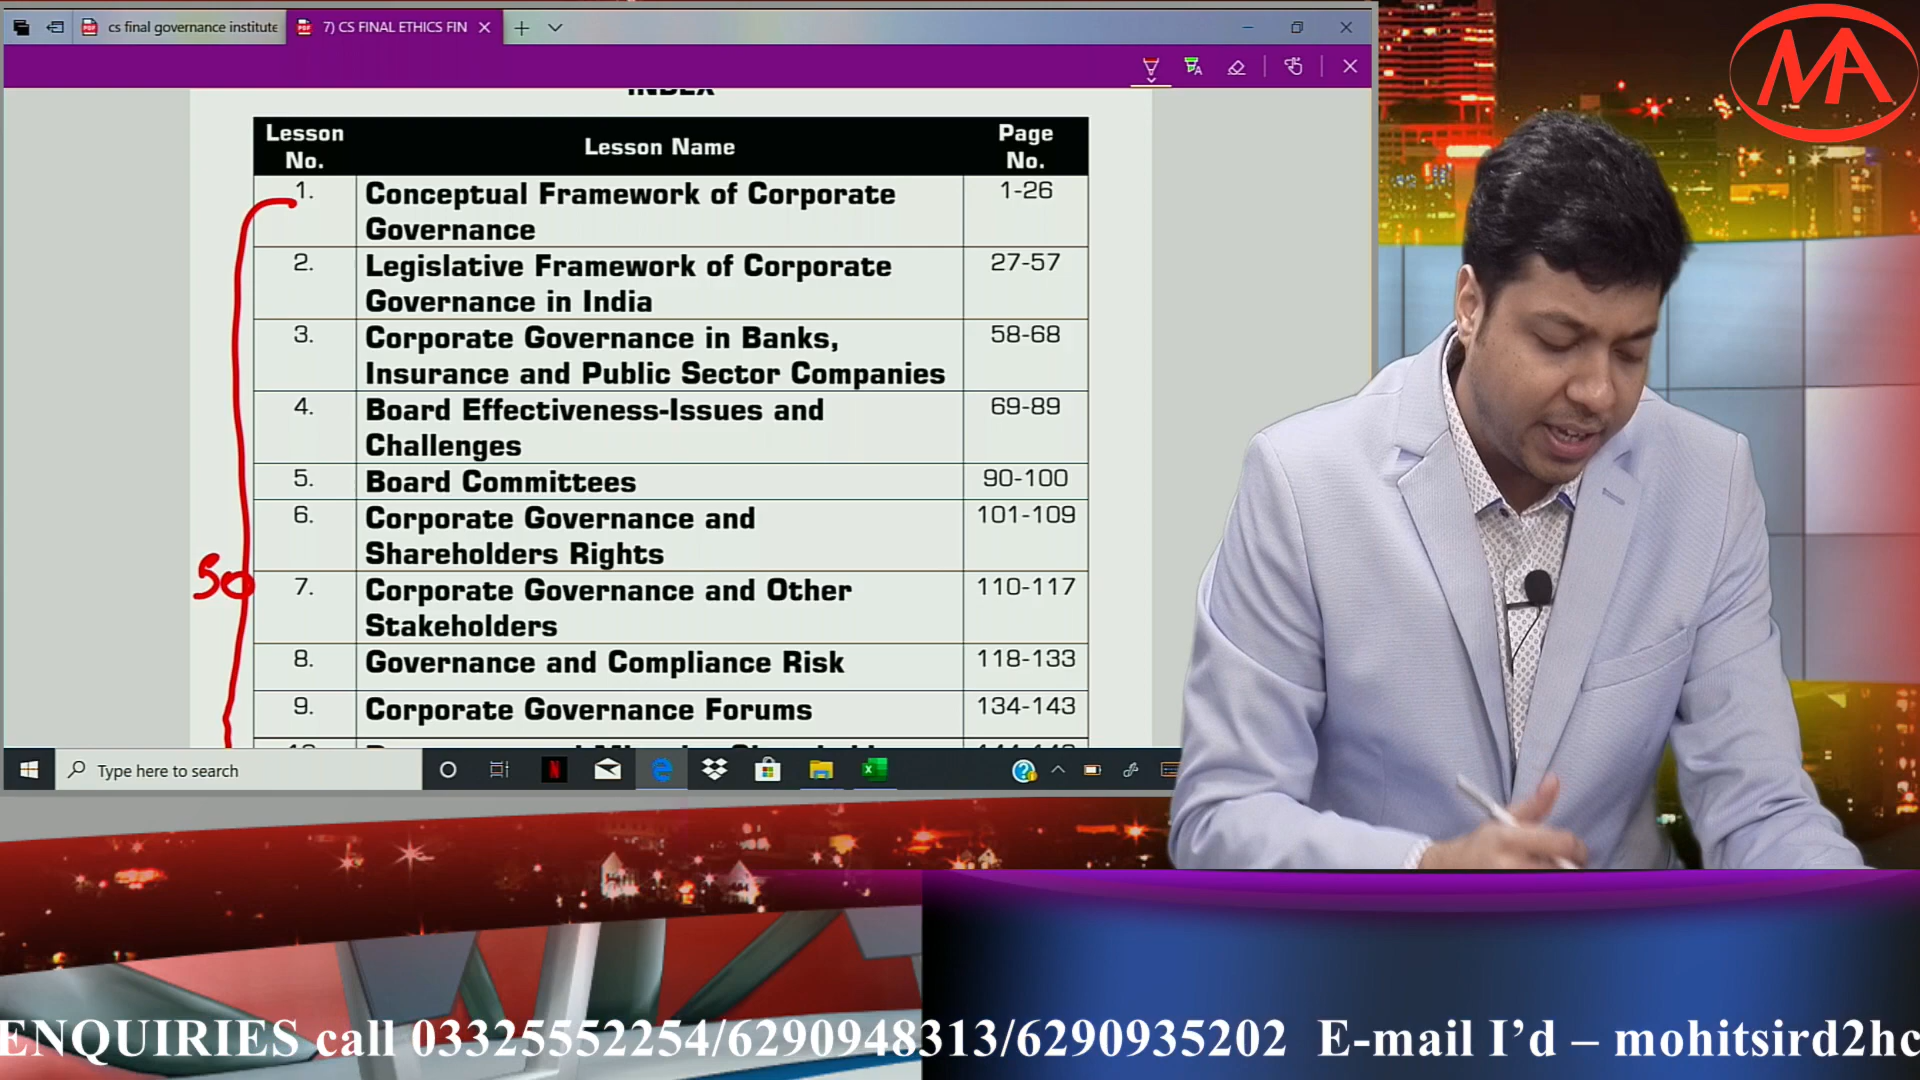 cs final governance institute
7) CS FINAL ETHICS FIN
MA
INDEX
Lesson No. Lesson Name Page No.
1. Conceptual Framework of Corporate Governance 1-26
2. Legislative Framework of Corporate Governance in India 27-57
3. Corporate Governance in Banks, Insurance and Public Sector Companies 58-68
4. Board Effectiveness-Issues and Challenges 69-89
5. Board Committees 90-100
6. Corporate Governance and Shareholders Rights 101-109
50
7. Corporate Governance and Other Stakeholders 110-117
8. Governance and Compliance Risk 118-133
9. Corporate Governance Forums 134-143
Type here to search
ENQUIRIES call 03325552254/6290948313/6290935202 E-mail I’d – mohitsird2hc